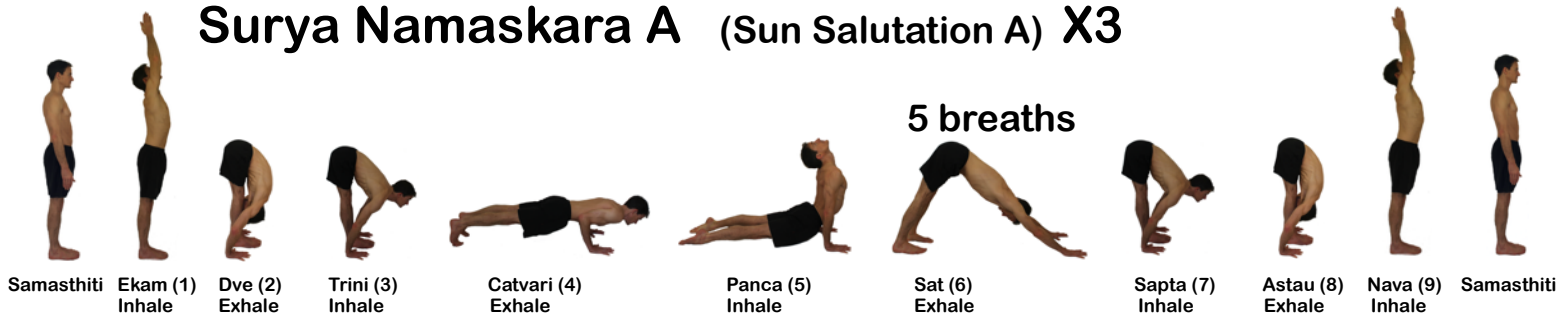 Surya Namaskara A (Sun Salutation A) X3
5 breaths
Samasthiti
Ekam (1)
Inhale
Dve (2)
Exhale
Trini (3)
Inhale
Catvari (4)
Exhale
Panca (5)
Inhale
Sat (6)
Exhale
Sapta (7)
Inhale
Astau (8)
Exhale
Nava (9)
Inhale
Samasthiti